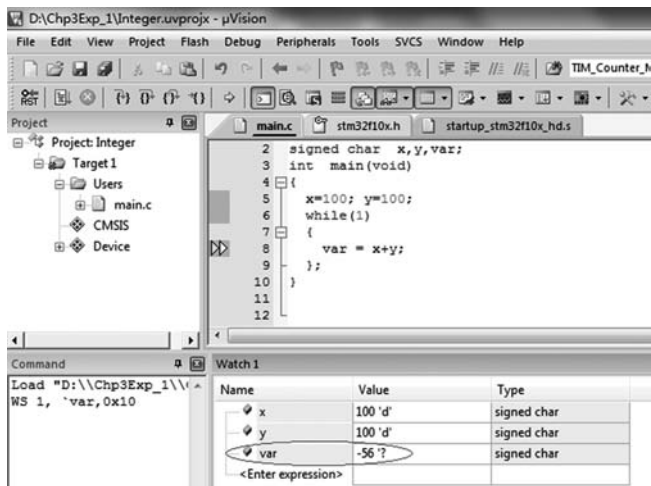 D:\Chp3Exp_1\Integer.uvprojx - µVision
File Edit View Project Flash Debug Peripherals Tools SVCS Window Help
TIM_Counter_M
RST
Project
Project: Integer
Target 1
Users
main.c
CMSIS
Device
main.c stm32f10x.h startup_stm32f10x_hd.s
2 signed char x,y,var;
3 int main(void)
4 {
5 x=100; y=100;
6 while(1)
7 {
8 var = x+y;
9 };
10 }
11
12
Command
Load "D:\\Chp3Exp_1\\
WS 1, `var,0x10
Watch 1
Name Value Type
x 100 'd' signed char
y 100 'd' signed char
var -56 '? signed char
<Enter expression>